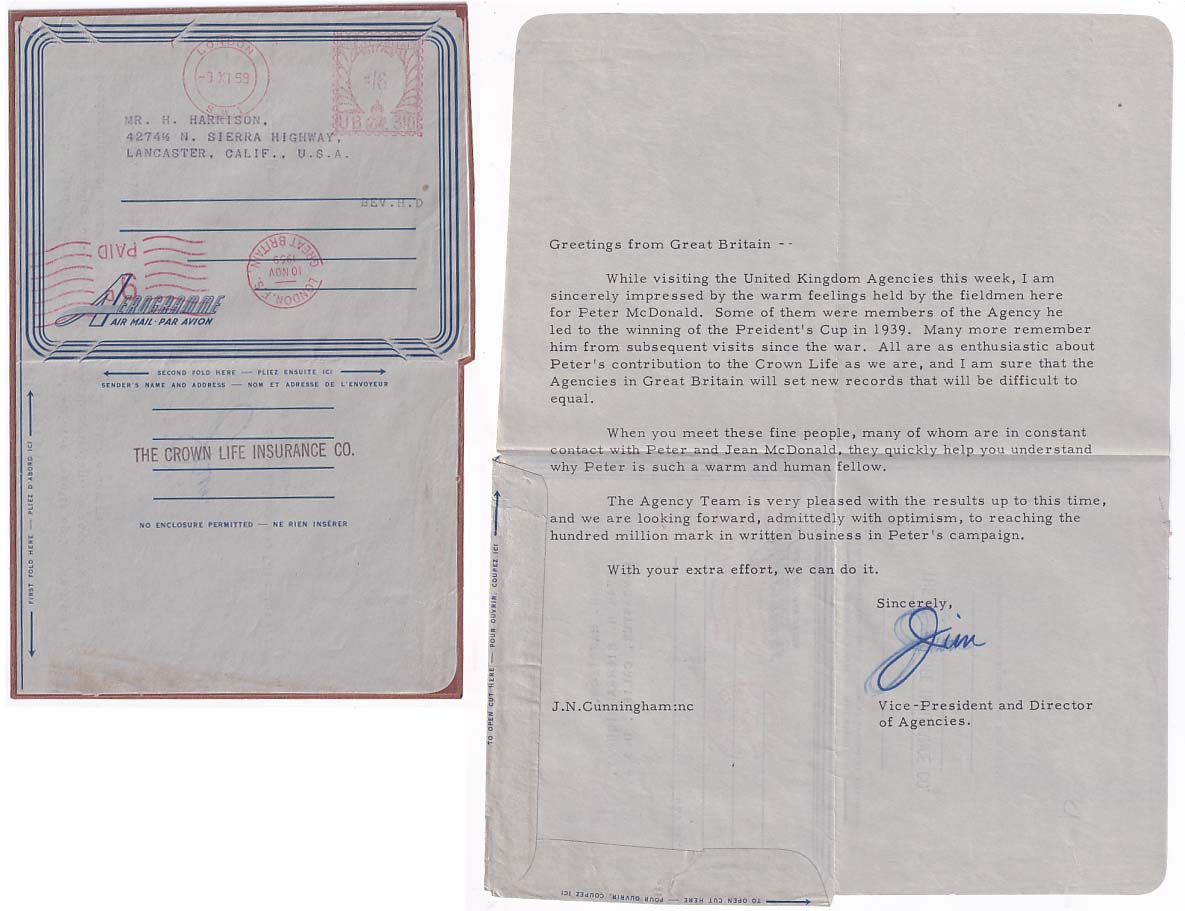 LONDON
-9 XI 59
S.W.1
=/6
UB 310
MR. H. HARRISON,
4274½ N. SIERRA HIGHWAY,
LANCASTER, CALIF., U.S.A.
BEV.H.D
PAID
LONDON F.S.
10 NOV
1959
GREAT BRITAIN
AEROGRAMME
AIR MAIL·PAR AVION
SECOND FOLD HERE — PLIEZ ENSUITE ICI
SENDER'S NAME AND ADDRESS — NOM ET ADRESSE DE L'ENVOYEUR
THE CROWN LIFE INSURANCE CO.
NO ENCLOSURE PERMITTED — NE RIEN INSÉRER
FIRST FOLD HERE — PLIEZ D'ABORD ICI
Greetings from Great Britain --
While visiting the United Kingdom Agencies this week, I am
sincerely impressed by the warm feelings held by the fieldmen here
for Peter McDonald. Some of them were members of the Agency he
led to the winning of the Preident's Cup in 1939. Many more remember
him from subsequent visits since the war. All are as enthusiastic about
Peter's contribution to the Crown Life as we are, and I am sure that the
Agencies in Great Britain will set new records that will be difficult to
equal.
When you meet these fine people, many of whom are in constant
contact with Peter and Jean McDonald, they quickly help you understand
why Peter is such a warm and human fellow.
The Agency Team is very pleased with the results up to this time,
and we are looking forward, admittedly with optimism, to reaching the
hundred million mark in written business in Peter's campaign.
With your extra effort, we can do it.
Sincerely,
Jim
J.N.Cunningham:nc
Vice-President and Director
of Agencies.
TO OPEN CUT HERE — POUR OUVRIR, COUPEZ ICI
TO OPEN CUT HERE — POUR OUVRIR, COUPEZ ICI